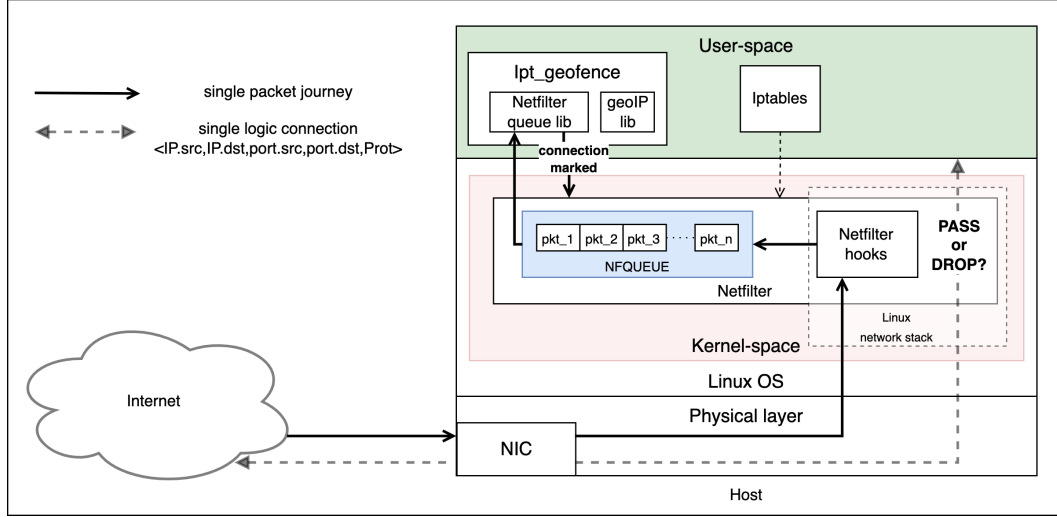 User-space
Ipt_geofence
Netfilter
queue lib
geoIP
lib
Iptables
single packet journey
single logic connection
<IP.src,IP.dst,port.src,port.dst,Prot>
connection
marked
pkt_1
pkt_2
pkt_3
pkt_n
NFQUEUE
Netfilter
hooks
PASS
or
DROP?
Netfilter
Linux
network stack
Kernel-space
Linux OS
Internet
Physical layer
NIC
Host